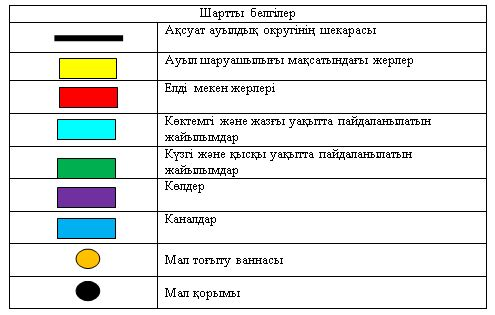 Шартты белгілер
Ақсуат ауылдық округінің шекарасы
Ауыл шаруашылығы мақсатындағы жерлер
Елді мекен жерлері
Көктемгі және жазғы уақытта пайдаланылатын
жайылымдар
Күзгі және қысқы уақытта пайдаланылатын
жайылымдар
Көлдер
Каналдар
Мал тоғыту ваннасы
Мал қорымы